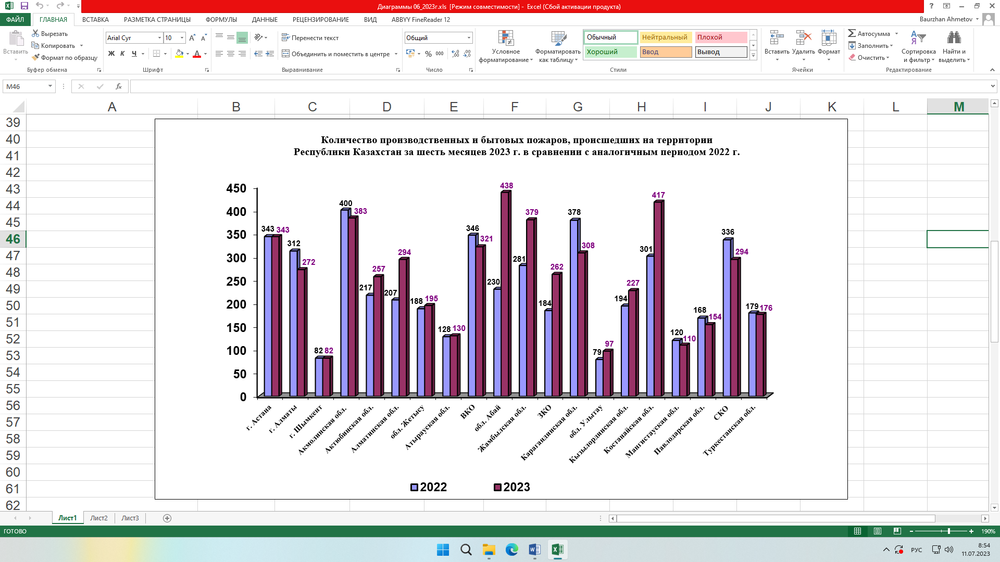 Диаграммы 06_2023г.xls [Режим совместимости] - Excel (Сбой активации продукта)
ФАЙЛ ГЛАВНАЯ ВСТАВКА РАЗМЕТКА СТРАНИЦЫ ФОРМУЛЫ ДАННЫЕ РЕЦЕНЗИРОВАНИЕ ВИД ABBYY FineReader 12 Baurzhan Ahmetov
Вставить
Вырезать
Копировать
Формат по образцу
Буфер обмена
Arial Cyr 10
Ж К Ч
Шрифт
Перенести текст
Объединить и поместить в центре
Выравнивание
Общий
% 000
Число
Условное форматирование
Форматировать как таблицу
Обычный Нейтральный Плохой
Хороший Ввод Вывод
Стили
Вставить Удалить Формат
Ячейки
Автосумма
Заполнить
Очистить
Сортировка и фильтр
Найти и выделить
Редактирование
M46
A B C D E F G H I J K L M
39
40
41
42
43
44
45
46
47
48
49
50
51
52
53
54
55
56
57
58
59
60
61
62
Количество производственных и бытовых пожаров, происшедших на территории
Республики Казахстан за шесть месяцев 2023 г. в сравнении с аналогичным периодом 2022 г.
450
400
350
300
250
200
150
100
50
0
343 343
312 272
82 82
400 383
217 257
207 294
188 195
128 130
346 321
230 438
281 379
184 262
378 308
79 97
194 227
301 417
120 110
168 154
336 294
179 176
г. Астана
г. Алматы
г. Шымкент
Акмолинская обл.
Актюбинская обл.
Алматинская обл.
обл. Жетысу
Атырауская обл.
ВКО
обл. Абай
Жамбылская обл.
ЗКО
Карагандинская обл.
обл. Улытау
Кызылординская обл.
Костанайская обл.
Мангистауская обл.
Павлодарская обл.
СКО
Туркестанская обл.
2022 2023
Лист1 Лист2 Лист3
ГОТОВО 190%
РУС 8:54
11.07.2023